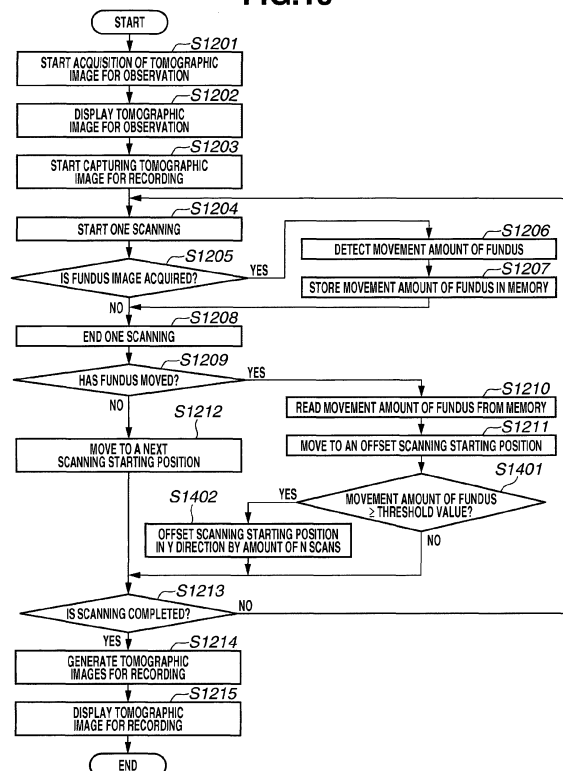 START
S1201
START ACQUISITION OF TOMOGRAPHIC
IMAGE FOR OBSERVATION
S1202
DISPLAY TOMOGRAPHIC
IMAGE FOR OBSERVATION
S1203
START CAPTURING TOMOGRAPHIC
IMAGE FOR RECORDING
S1204
START ONE SCANNING
S1205
IS FUNDUS IMAGE ACQUIRED?
YES
NO
S1206
DETECT MOVEMENT AMOUNT OF FUNDUS
S1207
STORE MOVEMENT AMOUNT OF FUNDUS IN MEMORY
S1208
END ONE SCANNING
S1209
HAS FUNDUS MOVED?
YES
NO
S1210
READ MOVEMENT AMOUNT OF FUNDUS FROM MEMORY
S1211
MOVE TO AN OFFSET SCANNING STARTING POSITION
S1212
MOVE TO A NEXT
SCANNING STARTING POSITION
S1401
MOVEMENT AMOUNT OF FUNDUS
≥ THRESHOLD VALUE?
YES
NO
S1402
OFFSET SCANNING STARTING POSITION
IN Y DIRECTION BY AMOUNT OF N SCANS
S1213
IS SCANNING COMPLETED?
NO
YES
S1214
GENERATE TOMOGRAPHIC
IMAGES FOR RECORDING
S1215
DISPLAY TOMOGRAPHIC
IMAGE FOR RECORDING
END